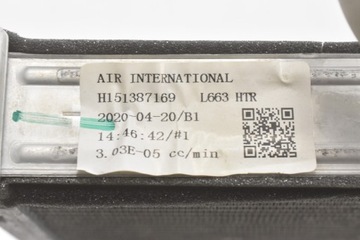 AIR INTERNATIONAL
H151387169 L663 HTR
2020-04-20/B1
14:46:42/#1
3.03E-05 cc/min